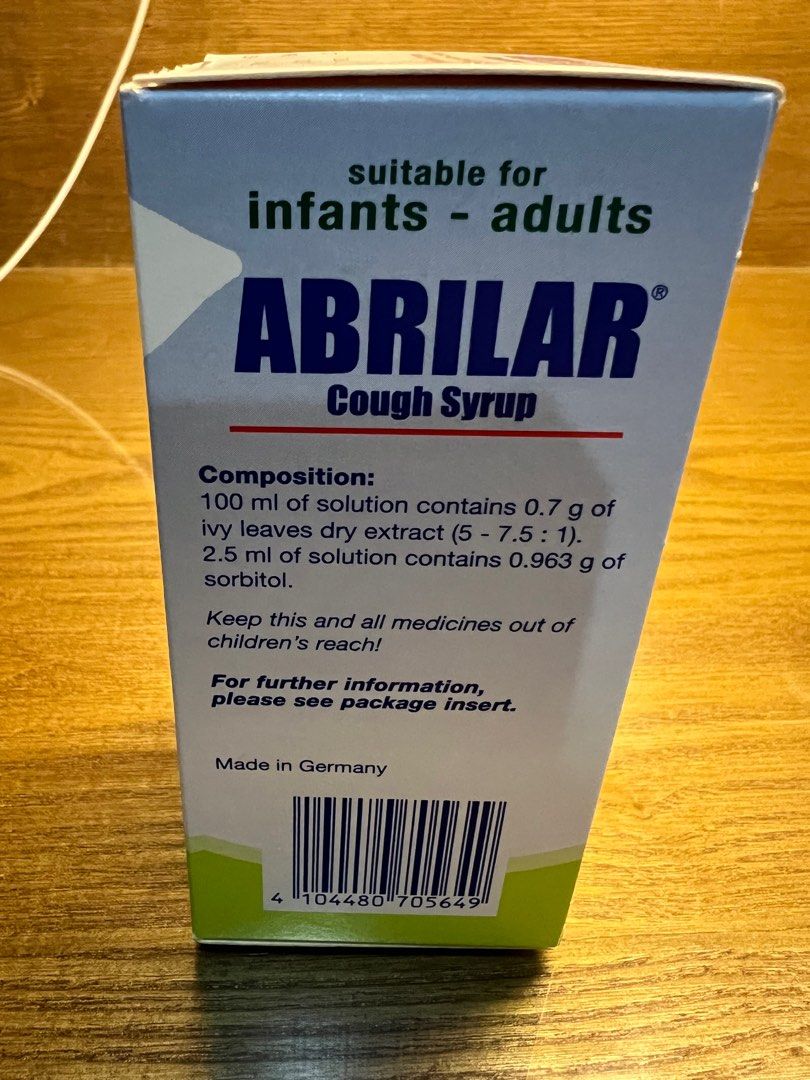 suitable for
infants - adults
ABRILAR®
Cough Syrup
Composition:
100 ml of solution contains 0.7 g of
ivy leaves dry extract (5 - 7.5 : 1).
2.5 ml of solution contains 0.963 g of
sorbitol.
Keep this and all medicines out of
children's reach!
For further information,
please see package insert.
Made in Germany
4 104480 705649